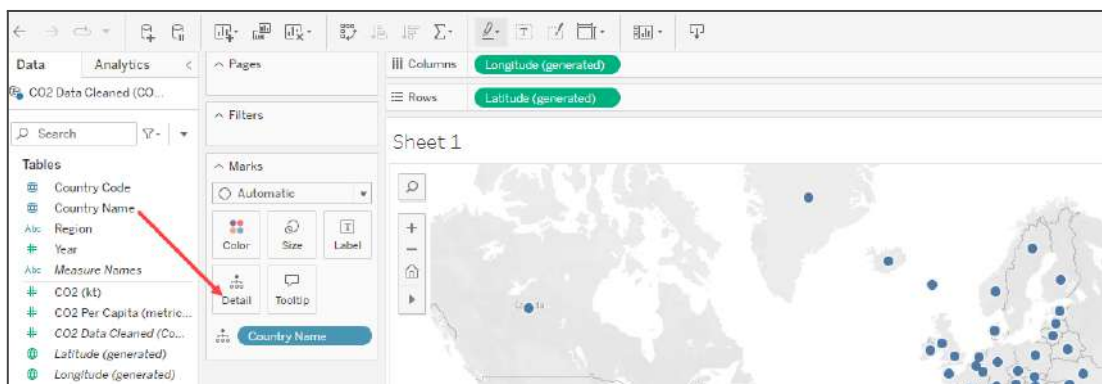 Data
Analytics
CO2 Data Cleaned (CO...
Search
Tables
Country Code
Country Name
Abc Region
# Year
Abc Measure Names
# CO2 (kt)
# CO2 Per Capita (metric...
# CO2 Data Cleaned (Co...
Latitude (generated)
Longitude (generated)
Pages
Filters
Marks
Automatic
Color
Size
Label
Detail
Tooltip
Country Name
Columns
Longitude (generated)
Rows
Latitude (generated)
Sheet 1